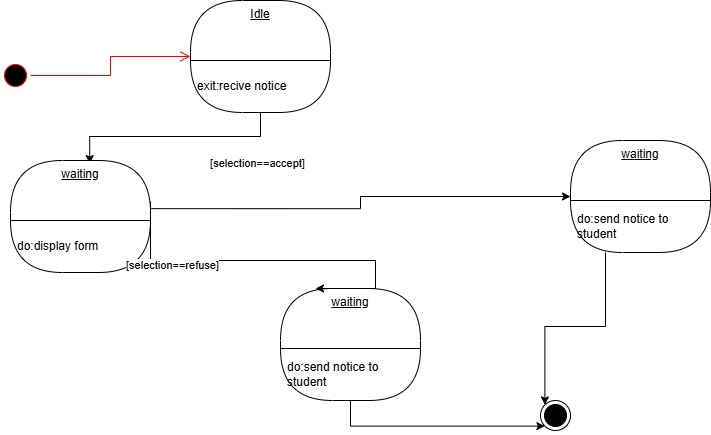 Idle
exit:recive notice
[selection==accept]
waiting
do:display form
waiting
do:send notice to
student
[selection==refuse]
waiting
do:send notice to
student